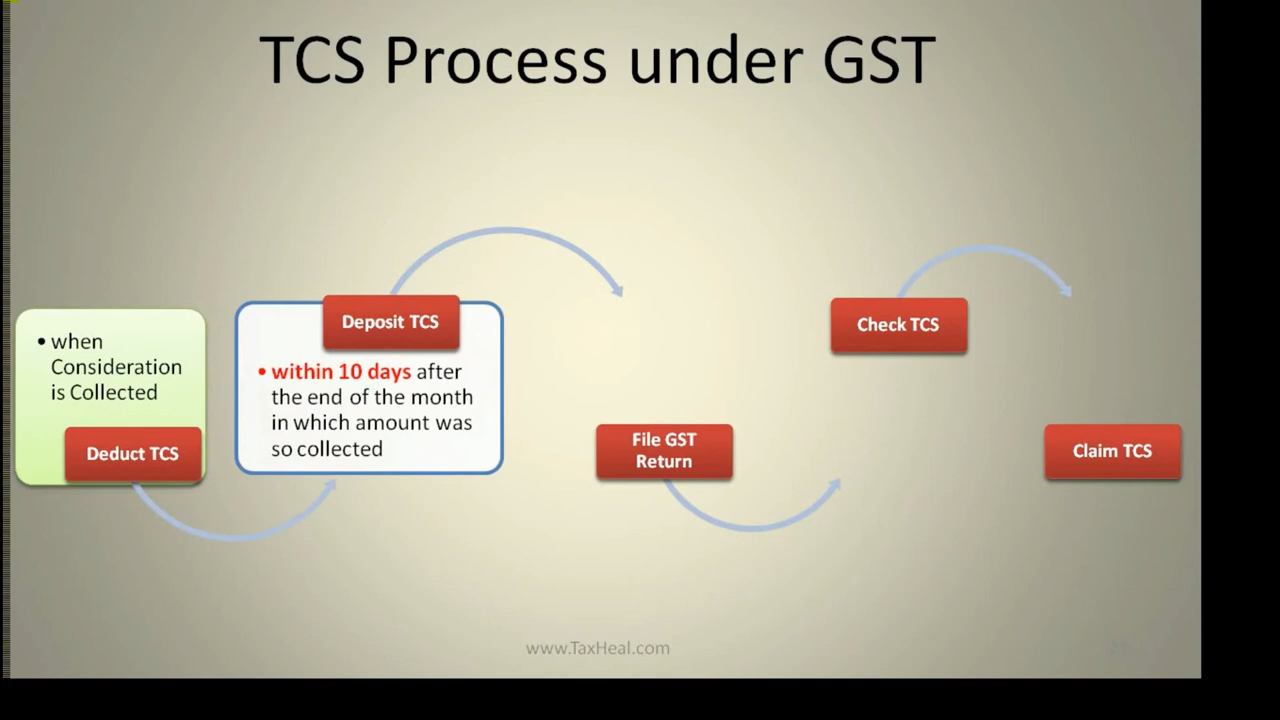 TCS Process under GST
• when
Consideration
is Collected
Deduct TCS
Deposit TCS
• within 10 days after
the end of the month
in which amount was
so collected
File GST
Return
Check TCS
Claim TCS
www.TaxHeal.com